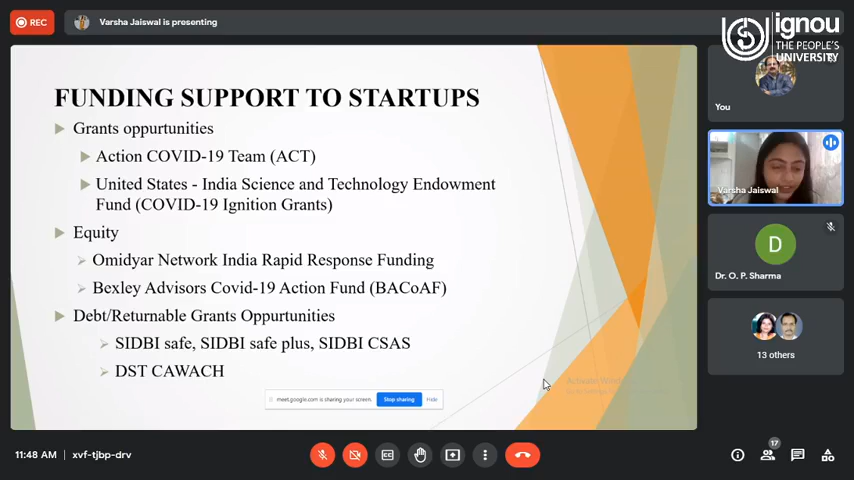 REC
Varsha Jaiswal is presenting
ignou
THE PEOPLE'S
UNIVERSITY
FUNDING SUPPORT TO STARTUPS
Grants oppurtunities
Action COVID-19 Team (ACT)
United States - India Science and Technology Endowment
Fund (COVID-19 Ignition Grants)
Equity
Omidyar Network India Rapid Response Funding
Bexley Advisors Covid-19 Action Fund (BACoAF)
Debt/Returnable Grants Opportunities
SIDBI safe, SIDBI safe plus, SIDBI CSAS
DST CAWACH
meet.google.com is sharing your screen.
Stop sharing
Hide
Activate Windows
You
Varsha Jaiswal
D
Dr. O. P. Sharma
13 others
11:48 AM
xvf-tjbp-drv
CC
17